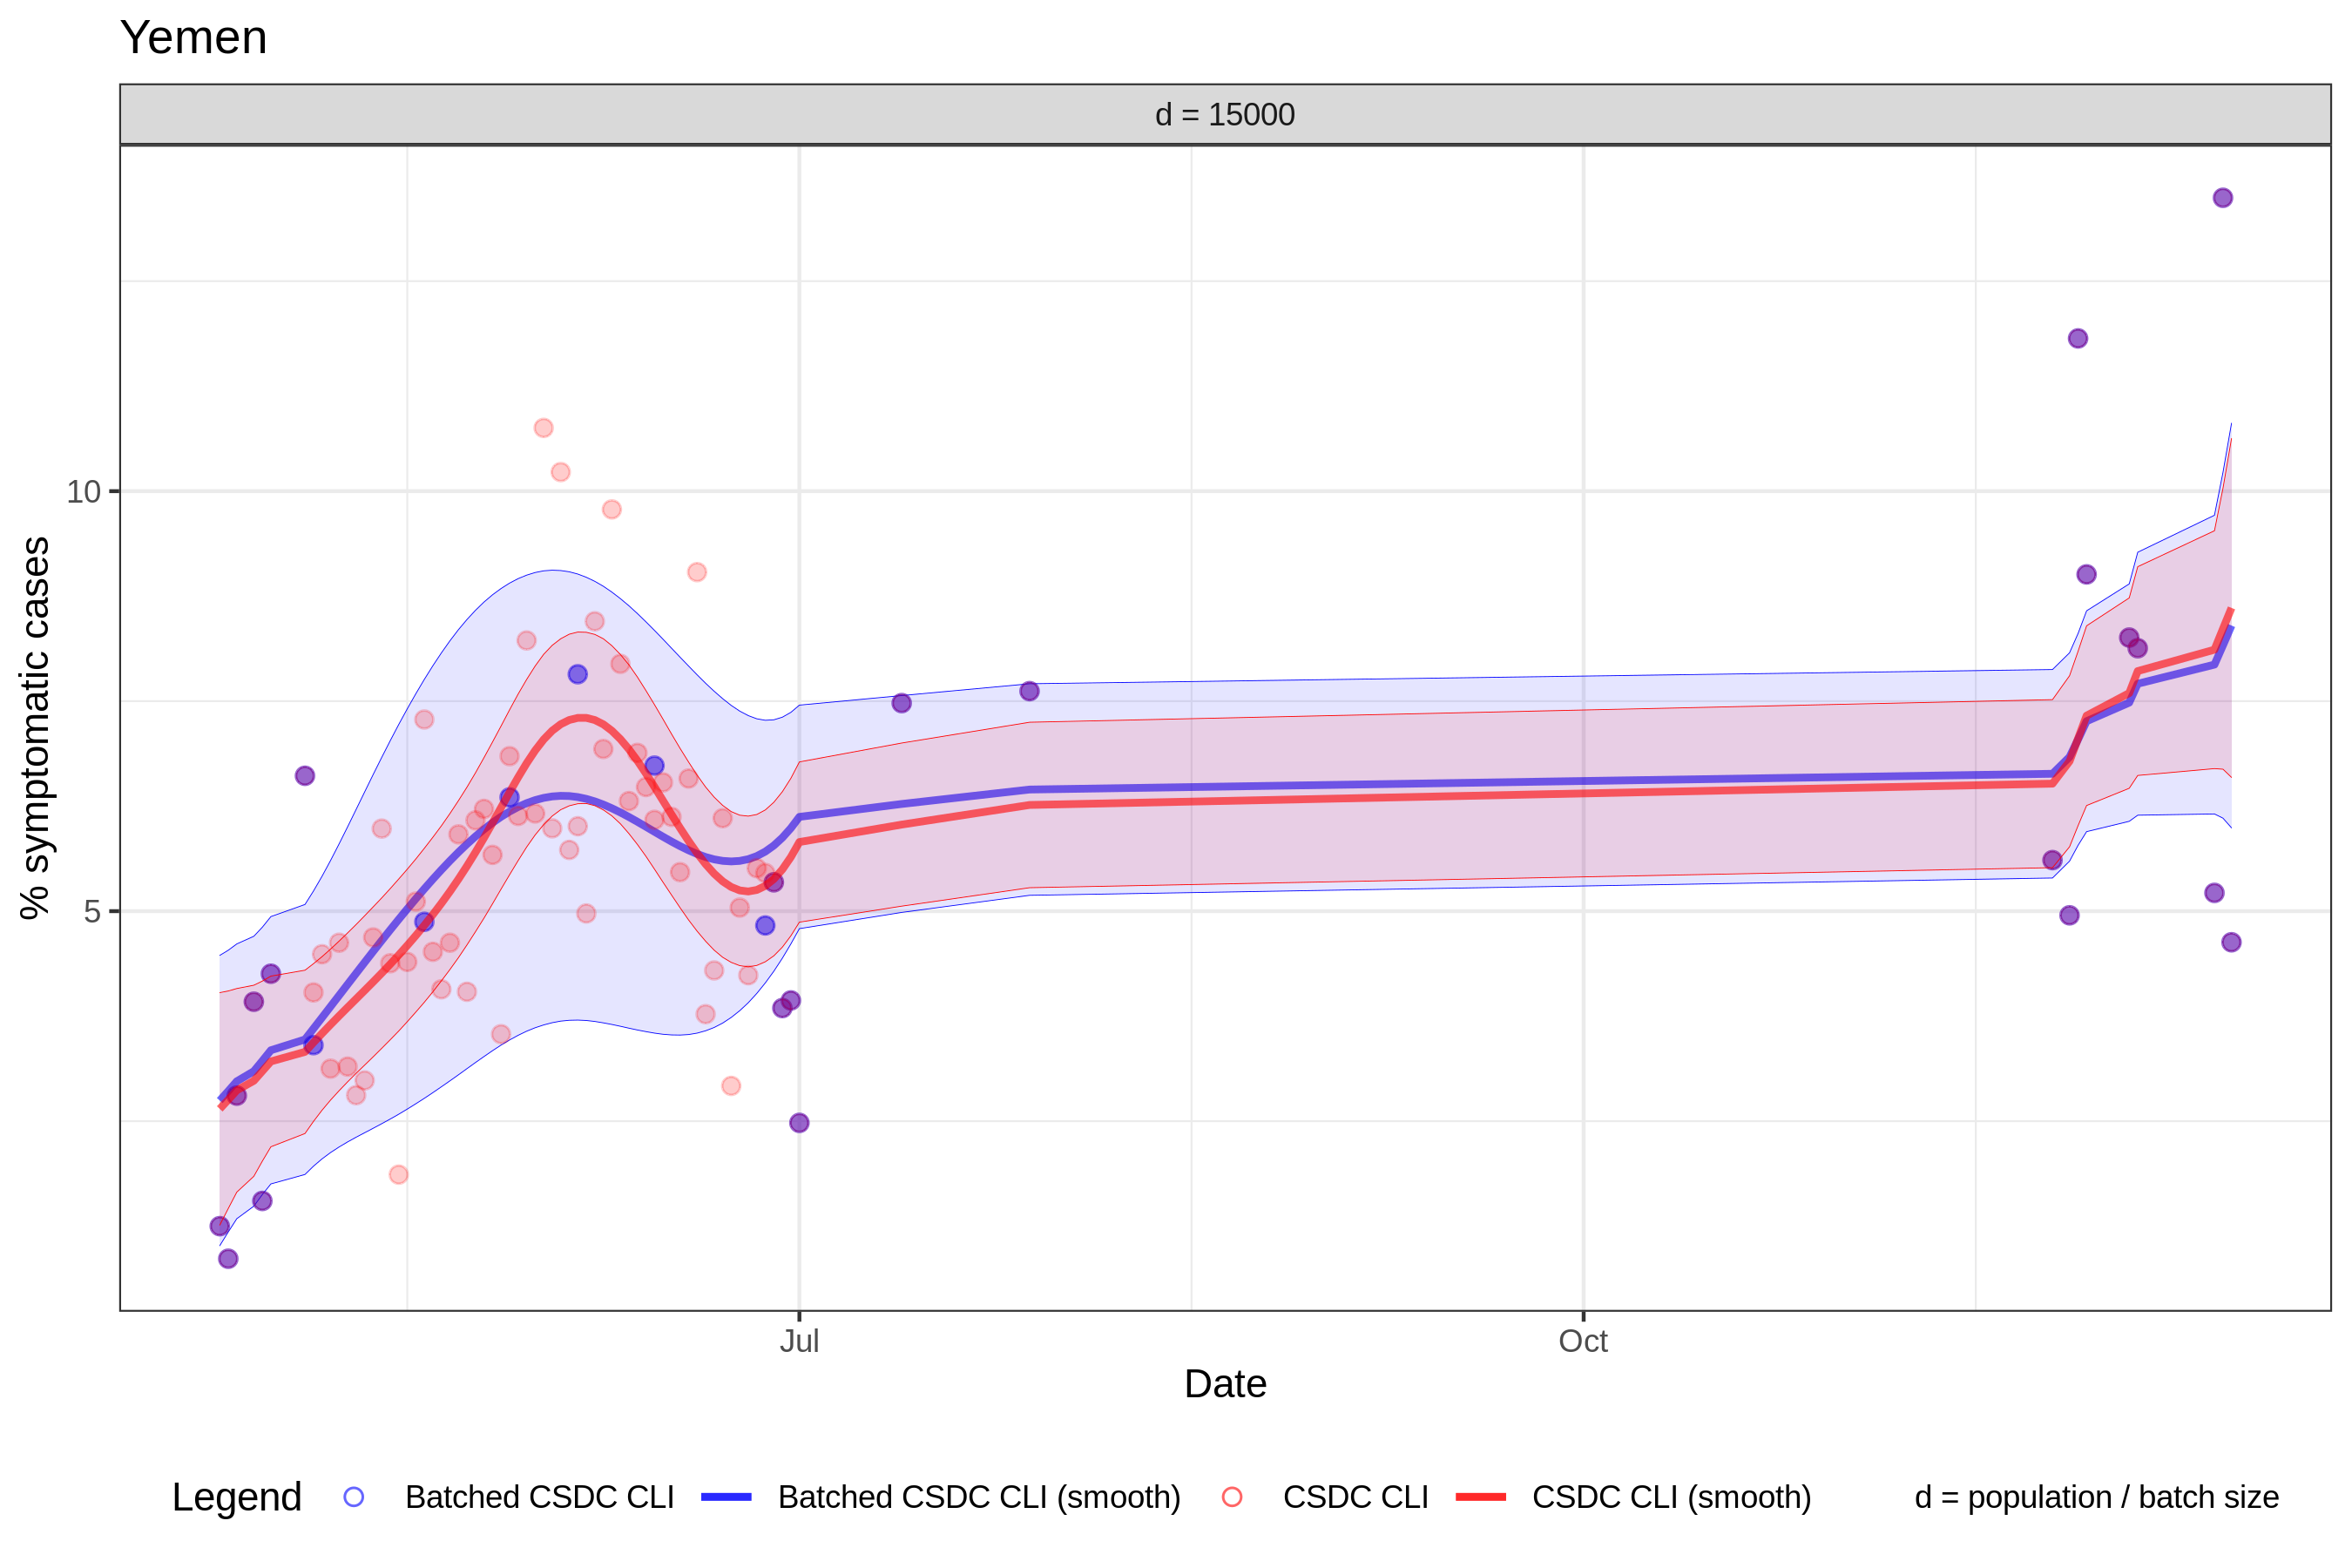 Yemen
d = 15000
% symptomatic cases
10
5
Jul
Oct
Date
Legend
Batched CSDC CLI
Batched CSDC CLI (smooth)
CSDC CLI
CSDC CLI (smooth)
d = population / batch size